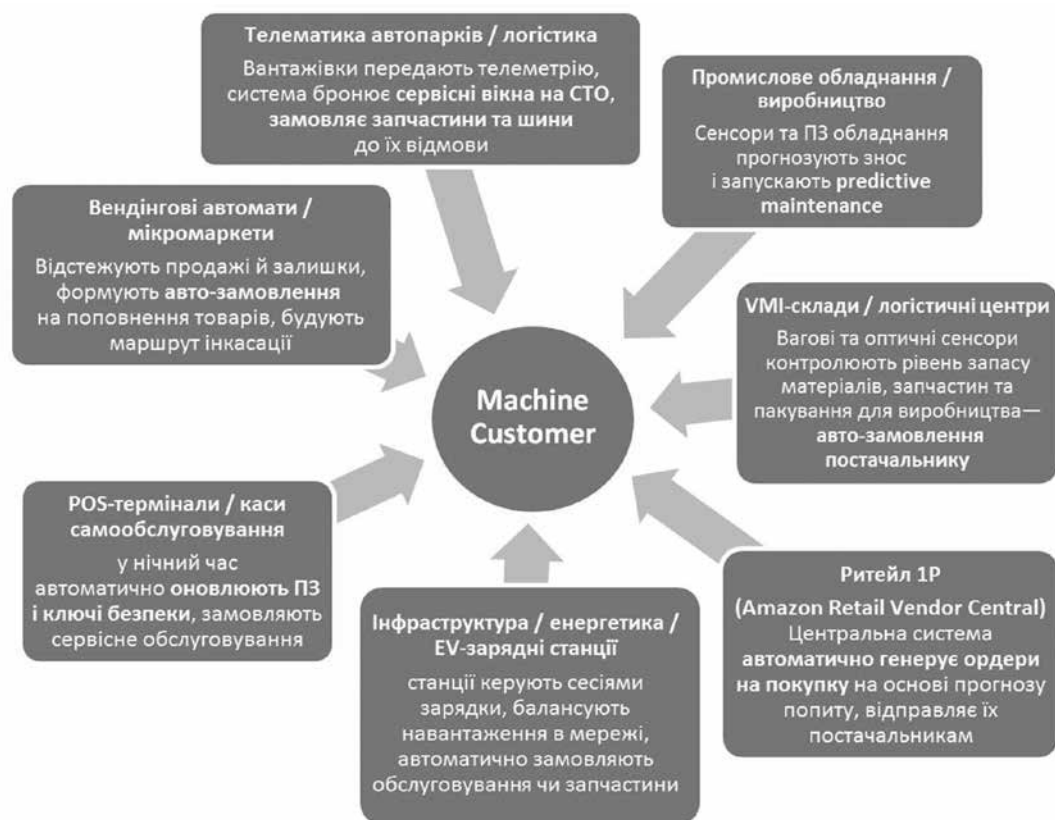 Телематика автопарків / логістика
Вантажівки передають телеметрію,
система бронює сервісні вікна на СТО,
замовляє запчастини та шини
до їх відмови
Промислове обладнання /
виробництво
Сенсори та ПЗ обладнання
прогнозують знос
і запускають predictive
maintenance
Вендінгові автомати /
мікромаркети
Відстежують продажі й залишки,
формують авто-замовлення
на поповнення товарів, будують
маршрут інкасації
VMI-склади / логістичні центри
Вагові та оптичні сенсори
контролюють рівень запасу
матеріалів, запчастин та
пакування для виробництва—
авто-замовлення
постачальнику
Machine
Customer
POS-термінали / каси
самообслуговування
у нічний час
автоматично оновлюють ПЗ
і ключі безпеки, замовляють
сервісне обслуговування
Інфраструктура / енергетика /
EV-зарядні станції
станції керують сесіями
зарядки, балансують
навантаження в мережі,
автоматично замовляють
обслуговування чи запчастини
Ритейл 1P
(Amazon Retail Vendor Central)
Центральна система
автоматично генерує ордери
на покупку на основі прогнозу
попиту, відправляє їх
постачальникам